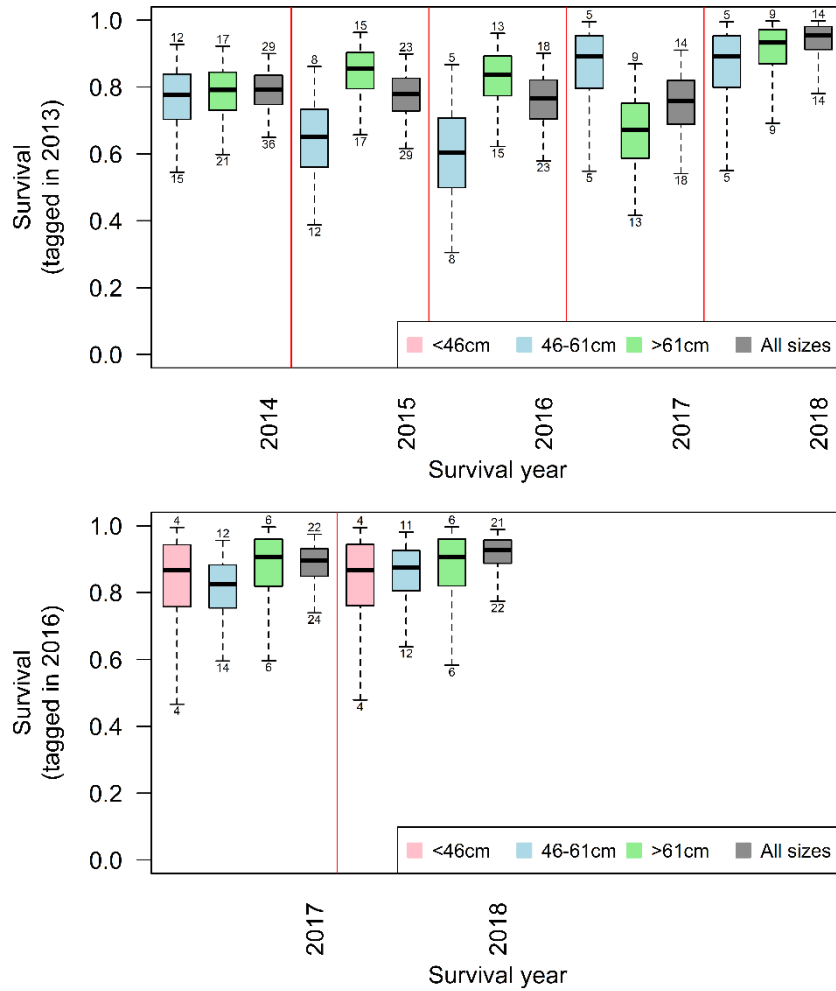 Survival
(tagged in 2013)
1.0
0.8
0.6
0.4
0.2
0.0
12 17 29 8 15 23 5 13 18 5 9 14 5 9 14
15 21 36 12 17 29 8 15 23 5 13 18 5 9 14
<46cm 46-61cm >61cm All sizes
2014 2015 2016 2017 2018
Survival year
Survival
(tagged in 2016)
1.0
0.8
0.6
0.4
0.2
0.0
4 12 6 22 4 11 6 21
4 14 6 24 4 12 6 22
<46cm 46-61cm >61cm All sizes
2017 2018
Survival year